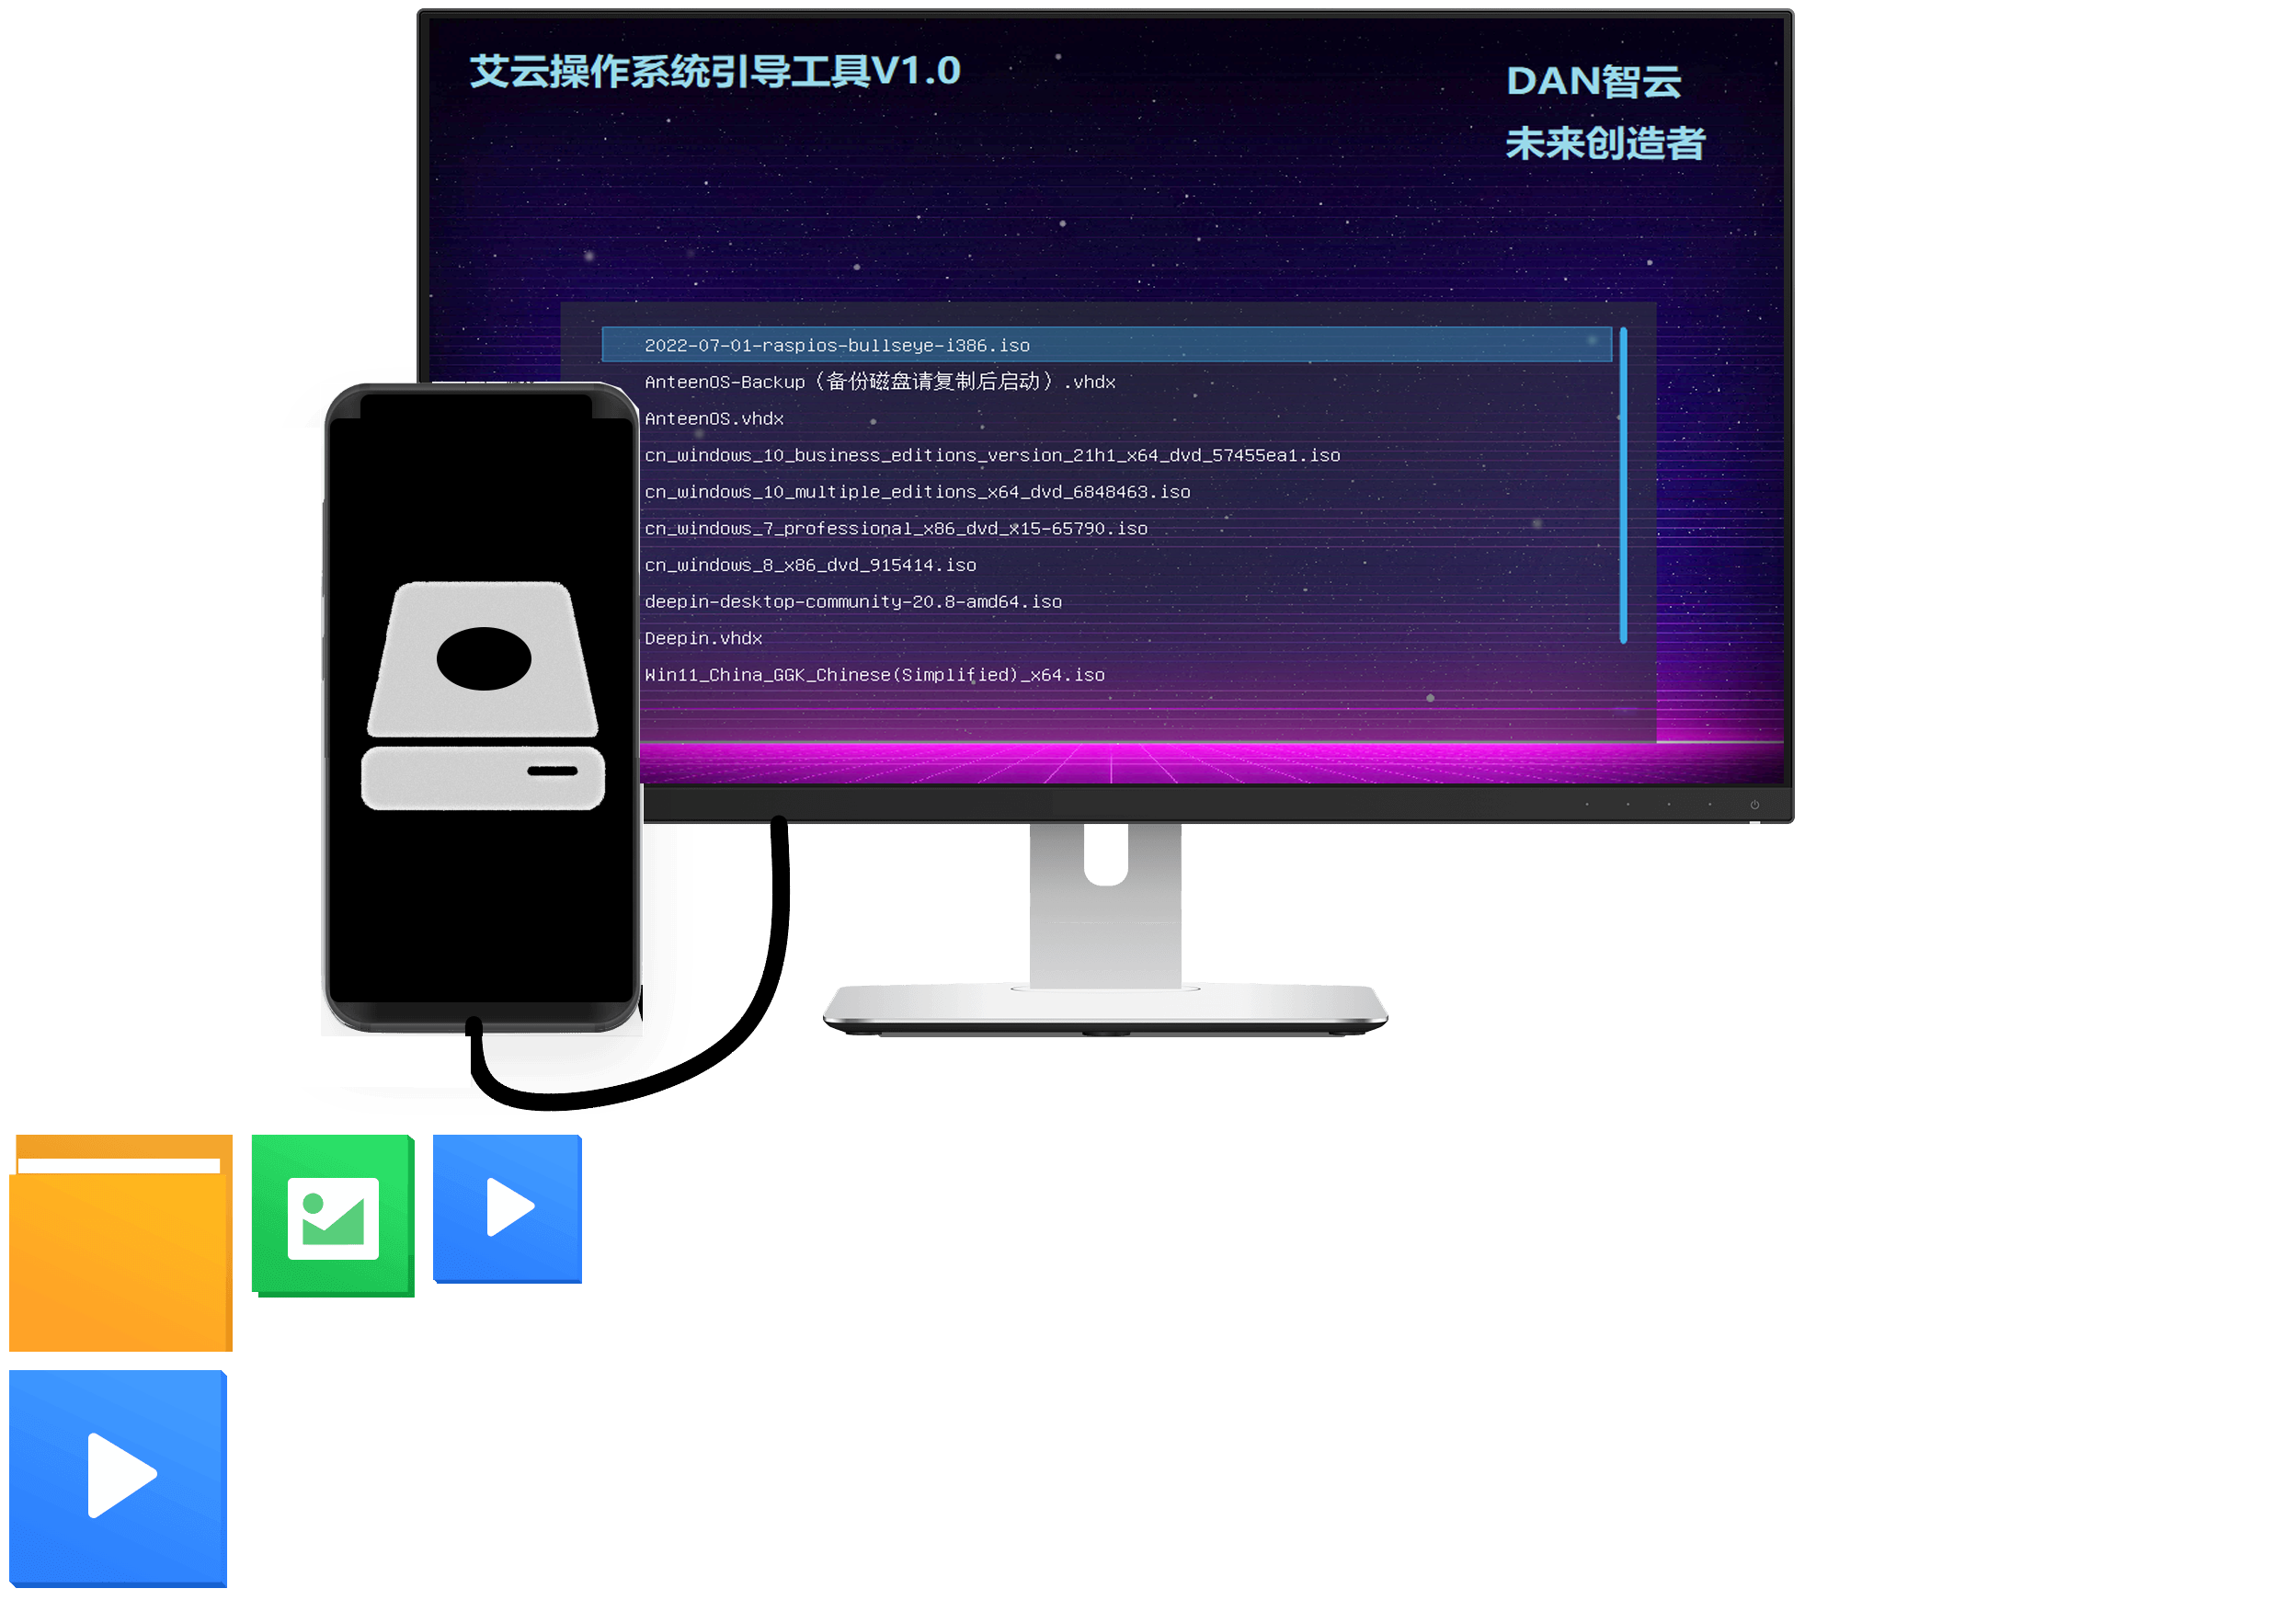 艾云操作系统引导工具V1.0
DAN智云
未来创造者
2022-07-01-raspios-bullseye-i386.iso
AnteenOS-Backup（备份磁盘请复制后启动）.vhdx
AnteenOS.vhdx
cn_windows_10_business_editions_version_21h1_x64_dvd_57455ea1.iso
cn_windows_10_multiple_editions_x64_dvd_6848463.iso
cn_windows_7_professional_x86_dvd_x15-65790.iso
cn_windows_8_x86_dvd_915414.iso
deepin-desktop-community-20.8-amd64.iso
Deepin.vhdx
Win11_China_GGK_Chinese(Simplified)_x64.iso